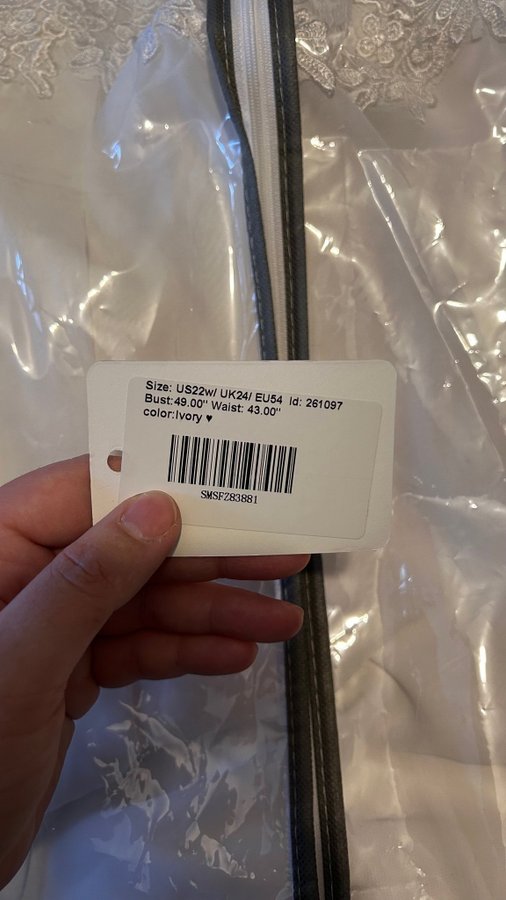 Size: US22w/ UK24/ EU54 Id: 261097
Bust:49.00" Waist: 43.00"
color:Ivory ♥
SMSFZ83881